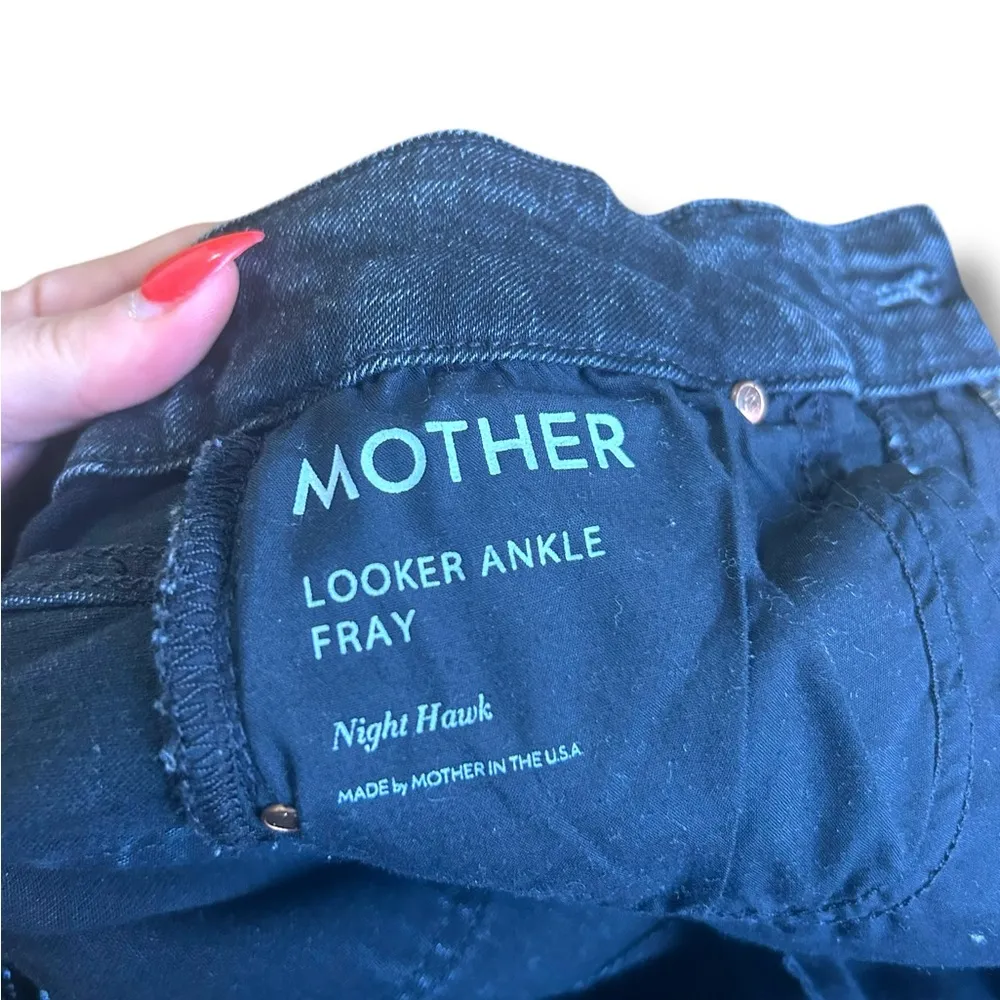 MOTHER
LOOKER ANKLE
FRAY
Night Hawk
MADE by MOTHER IN THE U.S.A